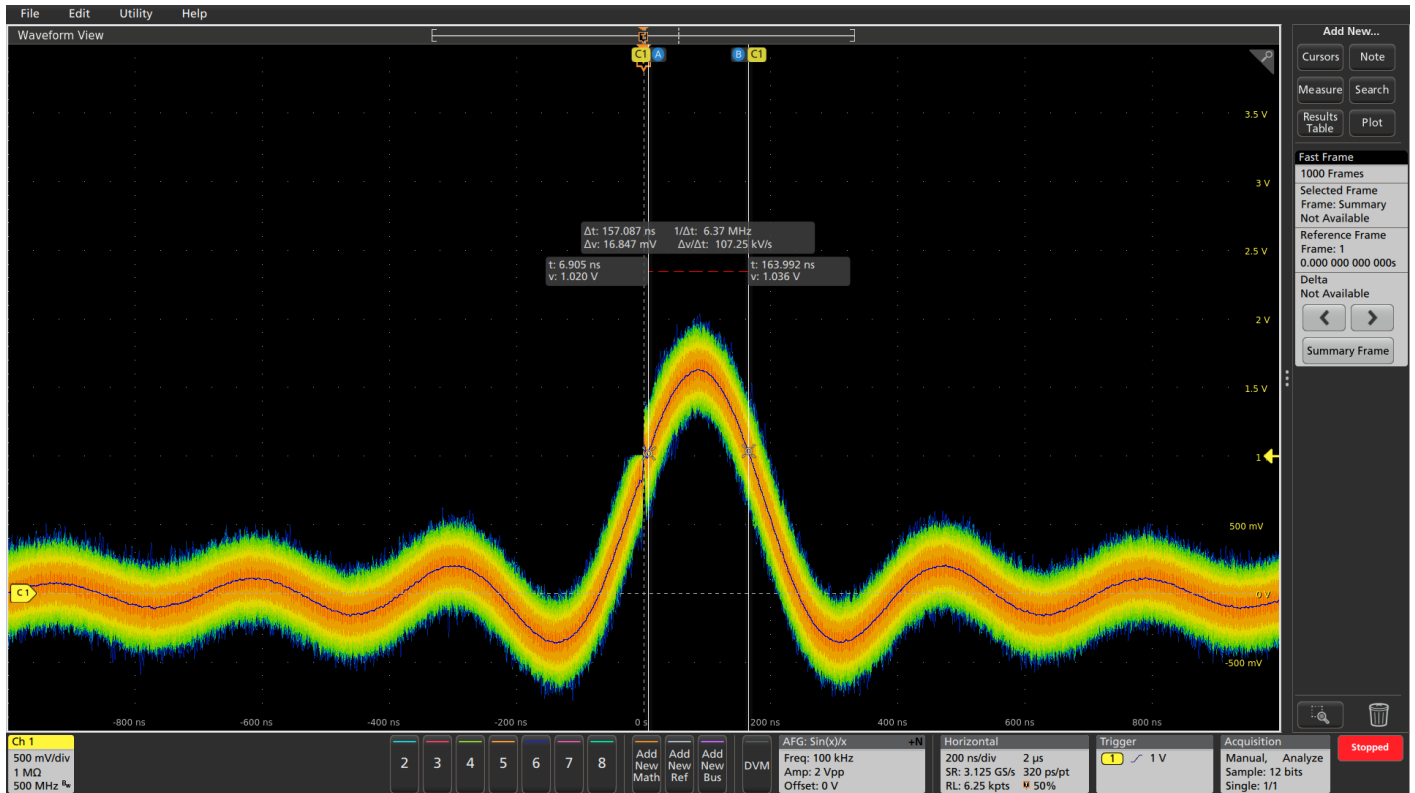 File Edit Utility Help
Waveform View
Add New...
Cursors Note
Measure Search
Results Table Plot
Fast Frame
1000 Frames
Selected Frame
Frame: Summary
Not Available
Reference Frame
Frame: 1
0.000 000 000 000s
Delta
Not Available
Summary Frame
C1 A B C1
3.5 V
3 V
2.5 V
2 V
1.5 V
1
500 mV
0 V
-500 mV
Δt: 157.087 ns 1/Δt: 6.37 MHz
Δv: 16.847 mV Δv/Δt: 107.25 kV/s
t: 6.905 ns
v: 1.020 V
t: 163.992 ns
v: 1.036 V
C1
-800 ns -600 ns -400 ns -200 ns 0 s 200 ns 400 ns 600 ns 800 ns
Ch 1
500 mV/div
1 MΩ
500 MHz Bw
2 3 4 5 6 7 8
Add New Math
Add New Ref
Add New Bus
DVM
AFG: Sin(x)/x +N
Freq: 100 kHz
Amp: 2 Vpp
Offset: 0 V
Horizontal
200 ns/div 2 µs
SR: 3.125 GS/s 320 ps/pt
RL: 6.25 kpts 50%
Trigger
1 1 V
Acquisition
Manual, Analyze
Sample: 12 bits
Single: 1/1
Stopped